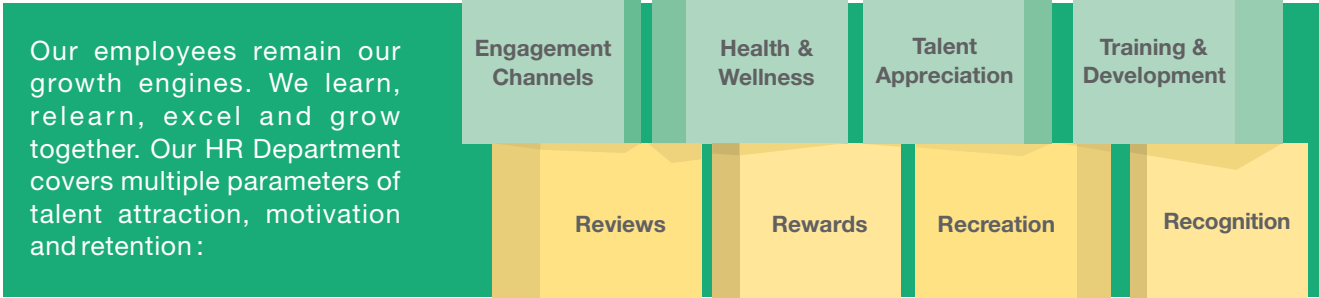 Our employees remain our
growth engines. We learn,
relearn, excel and grow
together. Our HR Department
covers multiple parameters of
talent attraction, motivation
and retention :
Engagement
Channels
Health &
Wellness
Talent
Appreciation
Training &
Development
Reviews
Rewards
Recreation
Recognition